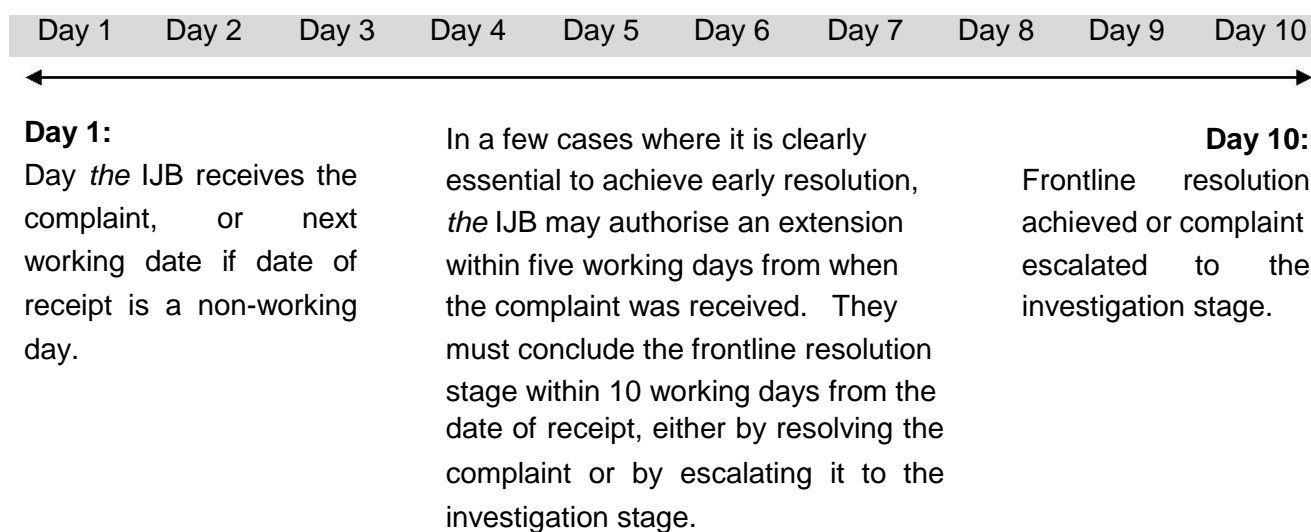 Day 1 Day 2 Day 3 Day 4 Day 5 Day 6 Day 7 Day 8 Day 9 Day 10
Day 1:
Day the IJB receives the
complaint, or next
working date if date of
receipt is a non-working
day.
In a few cases where it is clearly
essential to achieve early resolution,
the IJB may authorise an extension
within five working days from when
the complaint was received. They
must conclude the frontline resolution
stage within 10 working days from the
date of receipt, either by resolving the
complaint or by escalating it to the
investigation stage.
Day 10:
Frontline resolution
achieved or complaint
escalated to the
investigation stage.